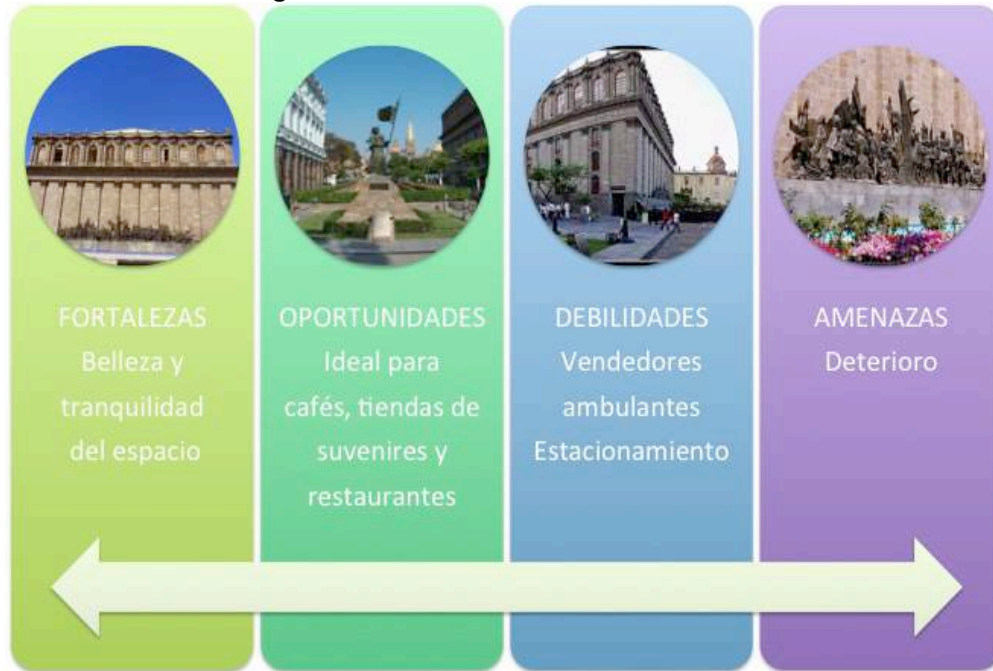 FORTALEZAS
Belleza y
tranquilidad
del espacio
OPORTUNIDADES
Ideal para
cafés, tiendas de
suvenires y
restaurantes
DEBILIDADES
Vendedores
ambulantes
Estacionamiento
AMENAZAS
Deterioro